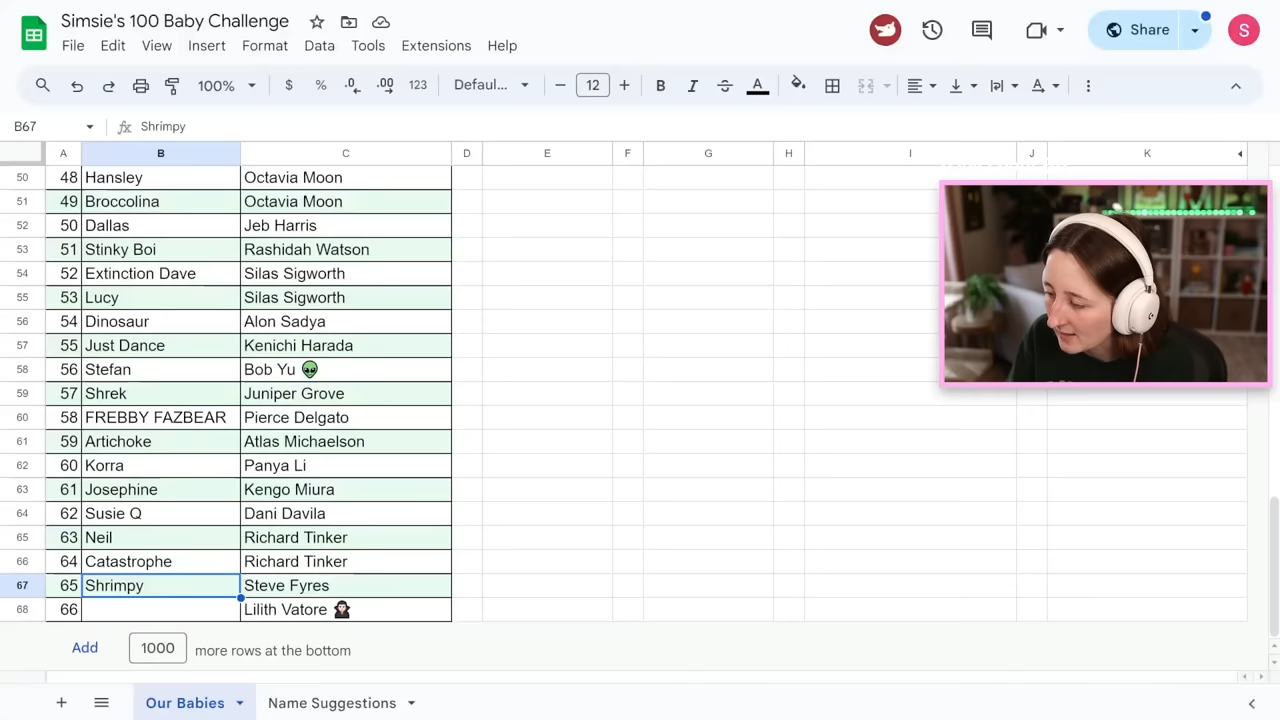 Simsie's 100 Baby Challenge
File Edit View Insert Format Data Tools Extensions Help
Share
S
100% $ % .0 .00 123 Defaul... 12 B I A A
B67 fx Shrimpy
A B C D E F G H I J K
50 48 Hansley Octavia Moon
51 49 Broccolina Octavia Moon
52 50 Dallas Jeb Harris
53 51 Stinky Boi Rashidah Watson
54 52 Extinction Dave Silas Sigworth
55 53 Lucy Silas Sigworth
56 54 Dinosaur Alon Sadya
57 55 Just Dance Kenichi Harada
58 56 Stefan Bob Yu 👽
59 57 Shrek Juniper Grove
60 58 FREBBY FAZBEAR Pierce Delgato
61 59 Artichoke Atlas Michaelson
62 60 Korra Panya Li
63 61 Josephine Kengo Miura
64 62 Susie Q Dani Davila
65 63 Neil Richard Tinker
66 64 Catastrophe Richard Tinker
67 65 Shrimpy Steve Fyres
68 66 Lilith Vatore 🧛🏻‍♀️
Add 1000 more rows at the bottom
Our Babies Name Suggestions